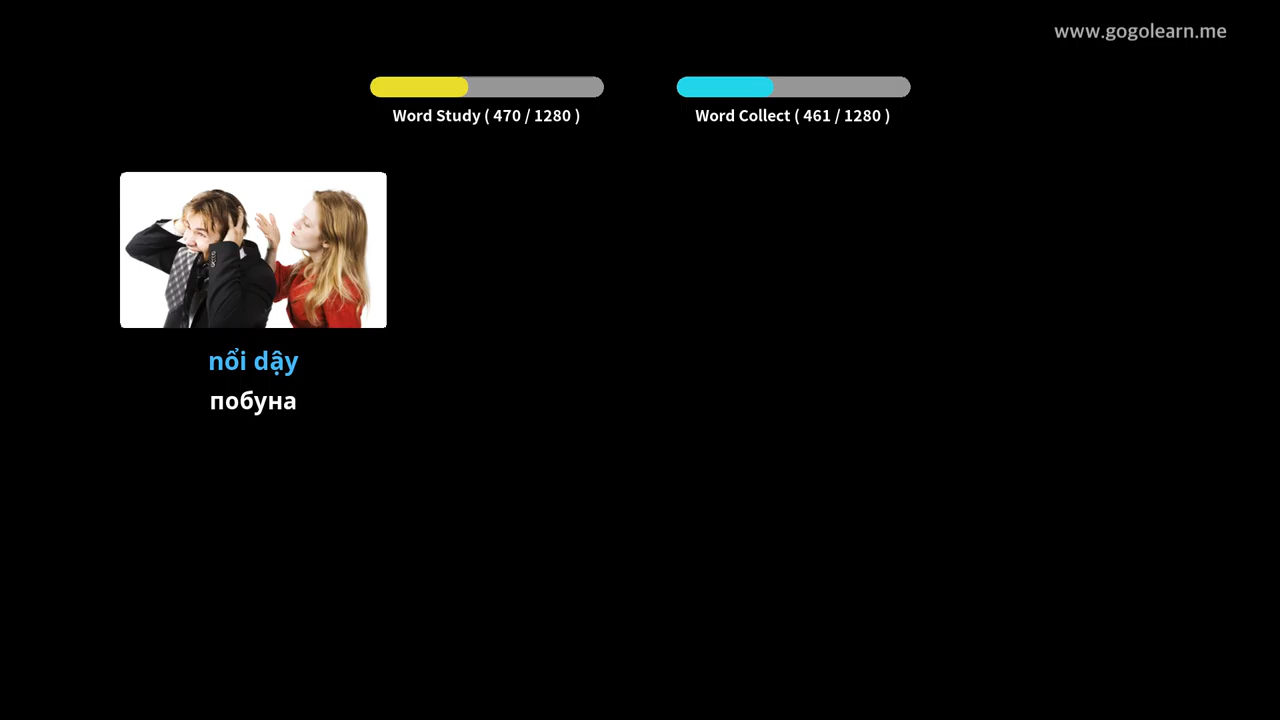 www.gogolearn.me
Word Study ( 470 / 1280 )
Word Collect ( 461 / 1280 )
nổi dậy
побуна